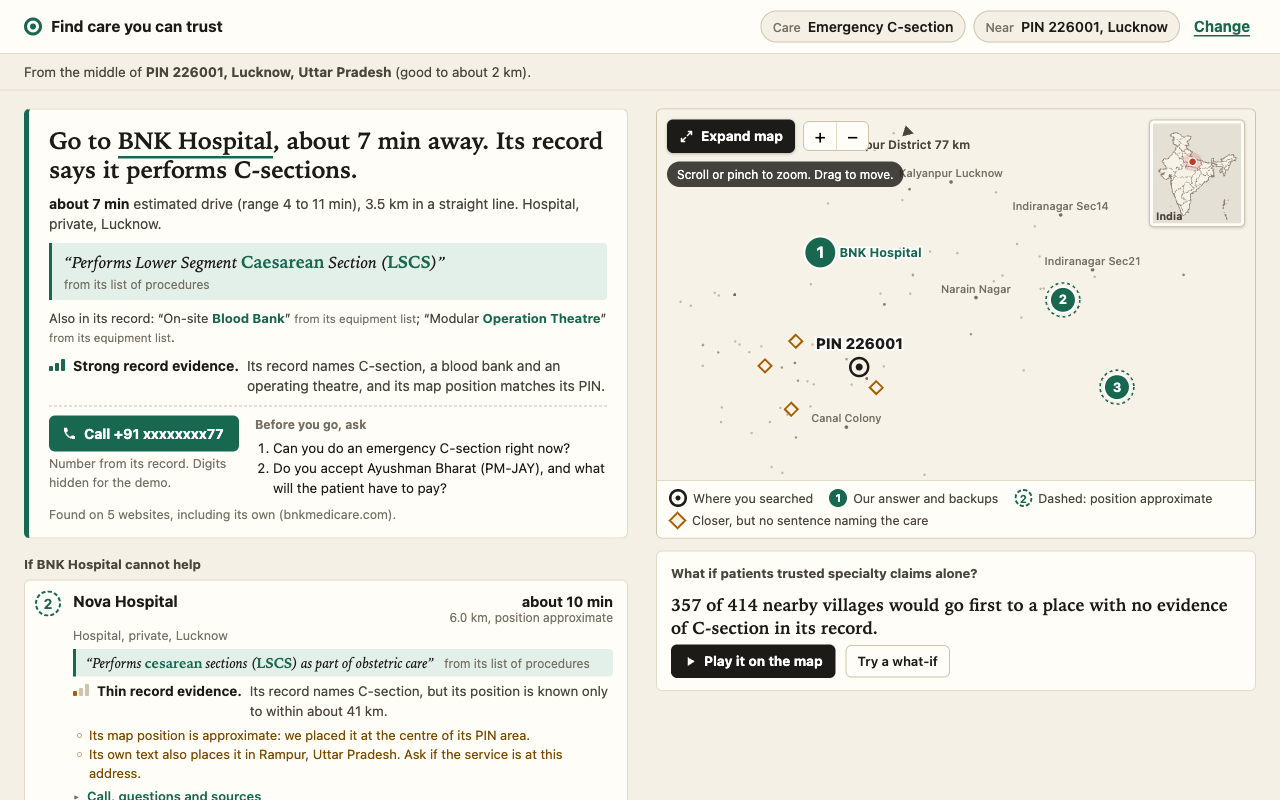 Find care you can trust
Care Emergency C-section
Near PIN 226001, Lucknow
Change
From the middle of PIN 226001, Lucknow, Uttar Pradesh (good to about 2 km).
Go to BNK Hospital, about 7 min away. Its record
says it performs C-sections.
about 7 min estimated drive (range 4 to 11 min), 3.5 km in a straight line. Hospital,
private, Lucknow.
“Performs Lower Segment Caesarean Section (LSCS)”
from its list of procedures
Also in its record: “On-site Blood Bank” from its equipment list; “Modular Operation Theatre”
from its equipment list.
Strong record evidence. Its record names C-section, a blood bank and an
operating theatre, and its map position matches its PIN.
Call +91 xxxxxxxx77
Number from its record. Digits
hidden for the demo.
Before you go, ask
1. Can you do an emergency C-section right now?
2. Do you accept Ayushman Bharat (PM-JAY), and what
will the patient have to pay?
Found on 5 websites, including its own (bnkmedicare.com).
If BNK Hospital cannot help
2 Nova Hospital
about 10 min
6.0 km, position approximate
Hospital, private, Lucknow
“Performs cesarean sections (LSCS) as part of obstetric care” from its list of procedures
Thin record evidence. Its record names C-section, but its position is known only
to within about 41 km.
Its map position is approximate: we placed it at the centre of its PIN area.
Its own text also places it in Rampur, Uttar Pradesh. Ask if the service is at this
address.
Call, questions and sources
Expand map
+ −
District 77 km
Scroll or pinch to zoom. Drag to move.
Kalyanpur Lucknow
India
Indiranagar Sec14
1 BNK Hospital
Indiranagar Sec21
Narain Nagar
2
PIN 226001
3
Canal Colony
Where you searched
1 Our answer and backups
2 Dashed: position approximate
Closer, but no sentence naming the care
What if patients trusted specialty claims alone?
357 of 414 nearby villages would go first to a place with no evidence
of C-section in its record.
Play it on the map
Try a what-if